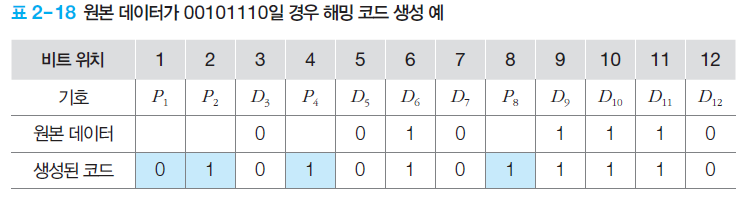 표 2-18 원본 데이터가 00101110일 경우 해밍 코드 생성 예
비트 위치 1 2 3 4 5 6 7 8 9 10 11 12
기호 P₁ P₂ D₃ P₄ D₅ D₆ D₇ P₈ D₉ D₁₀ D₁₁ D₁₂
원본 데이터 0 0 1 0 1 1 1 0
생성된 코드 0 1 0 1 0 1 0 1 1 1 1 0